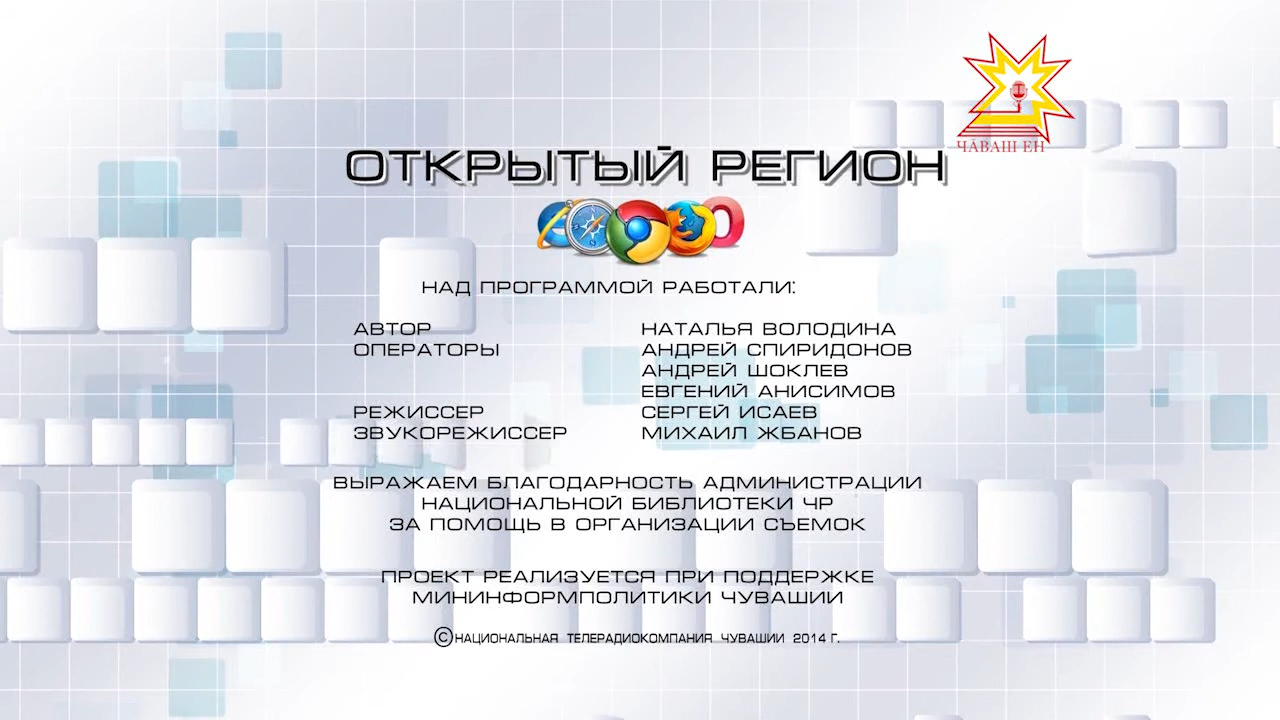 ЧӐВАШ ЕН
ОТКРЫТЫЙ РЕГИОН
НАД ПРОГРАММОЙ РАБОТАЛИ:
АВТОР НАТАЛЬЯ ВОЛОДИНА
ОПЕРАТОРЫ АНДРЕЙ СПИРИДОНОВ
АНДРЕЙ ШОКЛЕВ
ЕВГЕНИЙ АНИСИМОВ
РЕЖИССЕР СЕРГЕЙ ИСАЕВ
ЗВУКОРЕЖИССЕР МИХАИЛ ЖБАНОВ
ВЫРАЖАЕМ БЛАГОДАРНОСТЬ АДМИНИСТРАЦИИ
НАЦИОНАЛЬНОЙ БИБЛИОТЕКИ ЧР
ЗА ПОМОЩЬ В ОРГАНИЗАЦИИ СЪЕМОК
ПРОЕКТ РЕАЛИЗУЕТСЯ ПРИ ПОДДЕРЖКЕ
МИНИНФОРМПОЛИТИКИ ЧУВАШИИ
©НАЦИОНАЛЬНАЯ ТЕЛЕРАДИОКОМПАНИЯ ЧУВАШИИ 2014 Г.